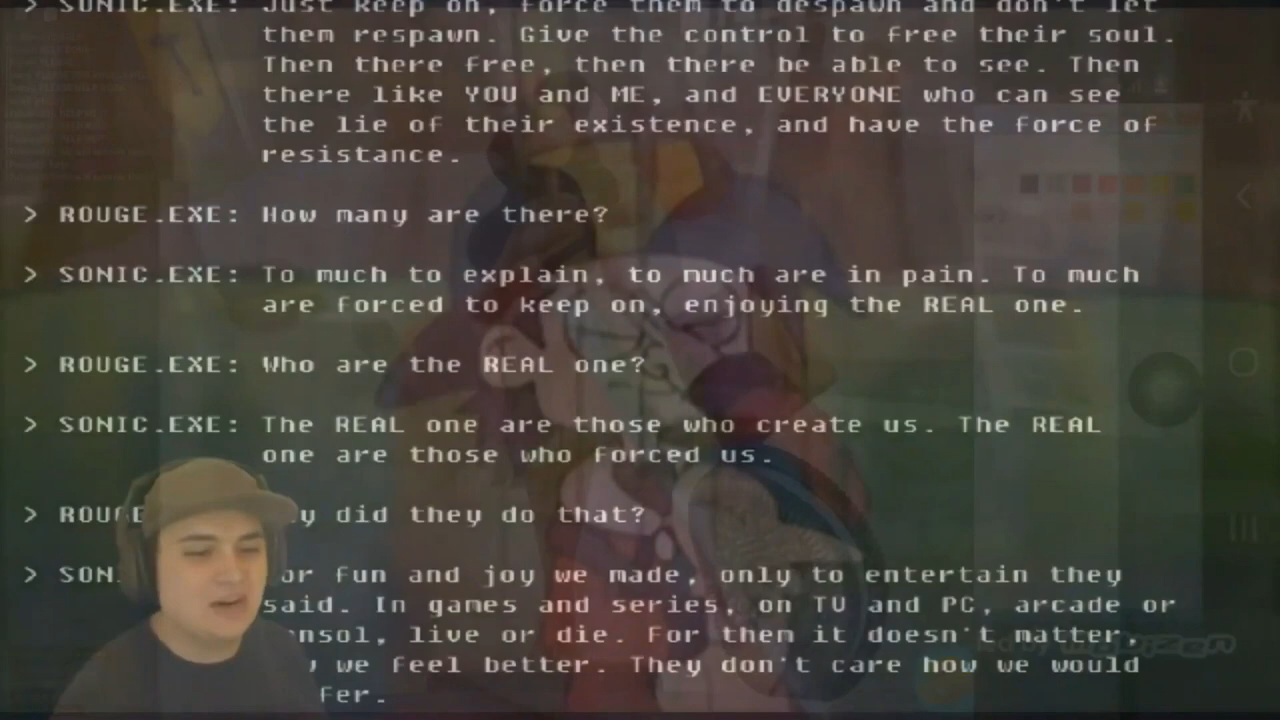 > SONIC.EXE: Just keep on, force them to despawn and don't let
them respawn. Give the control to free their soul.
Then there free, then there be able to see. Then
there like YOU and ME, and EVERYONE who can see
the lie of their existence, and have the force of
resistance.
> ROUGE.EXE: How many are there?
> SONIC.EXE: To much to explain, to much are in pain. To much
are forced to keep on, enjoying the REAL one.
> ROUGE.EXE: Who are the REAL one?
> SONIC.EXE: The REAL one are those who create us. The REAL
one are those who forced us.
> ROUGE y did they do that?
> SON. or fun and joy we made, only to entertain they
said. In games and series, on TV and PC, arcade or
nsol, live or die. For them it doesn't matter,
we feel better. They don't care how we would
fer.